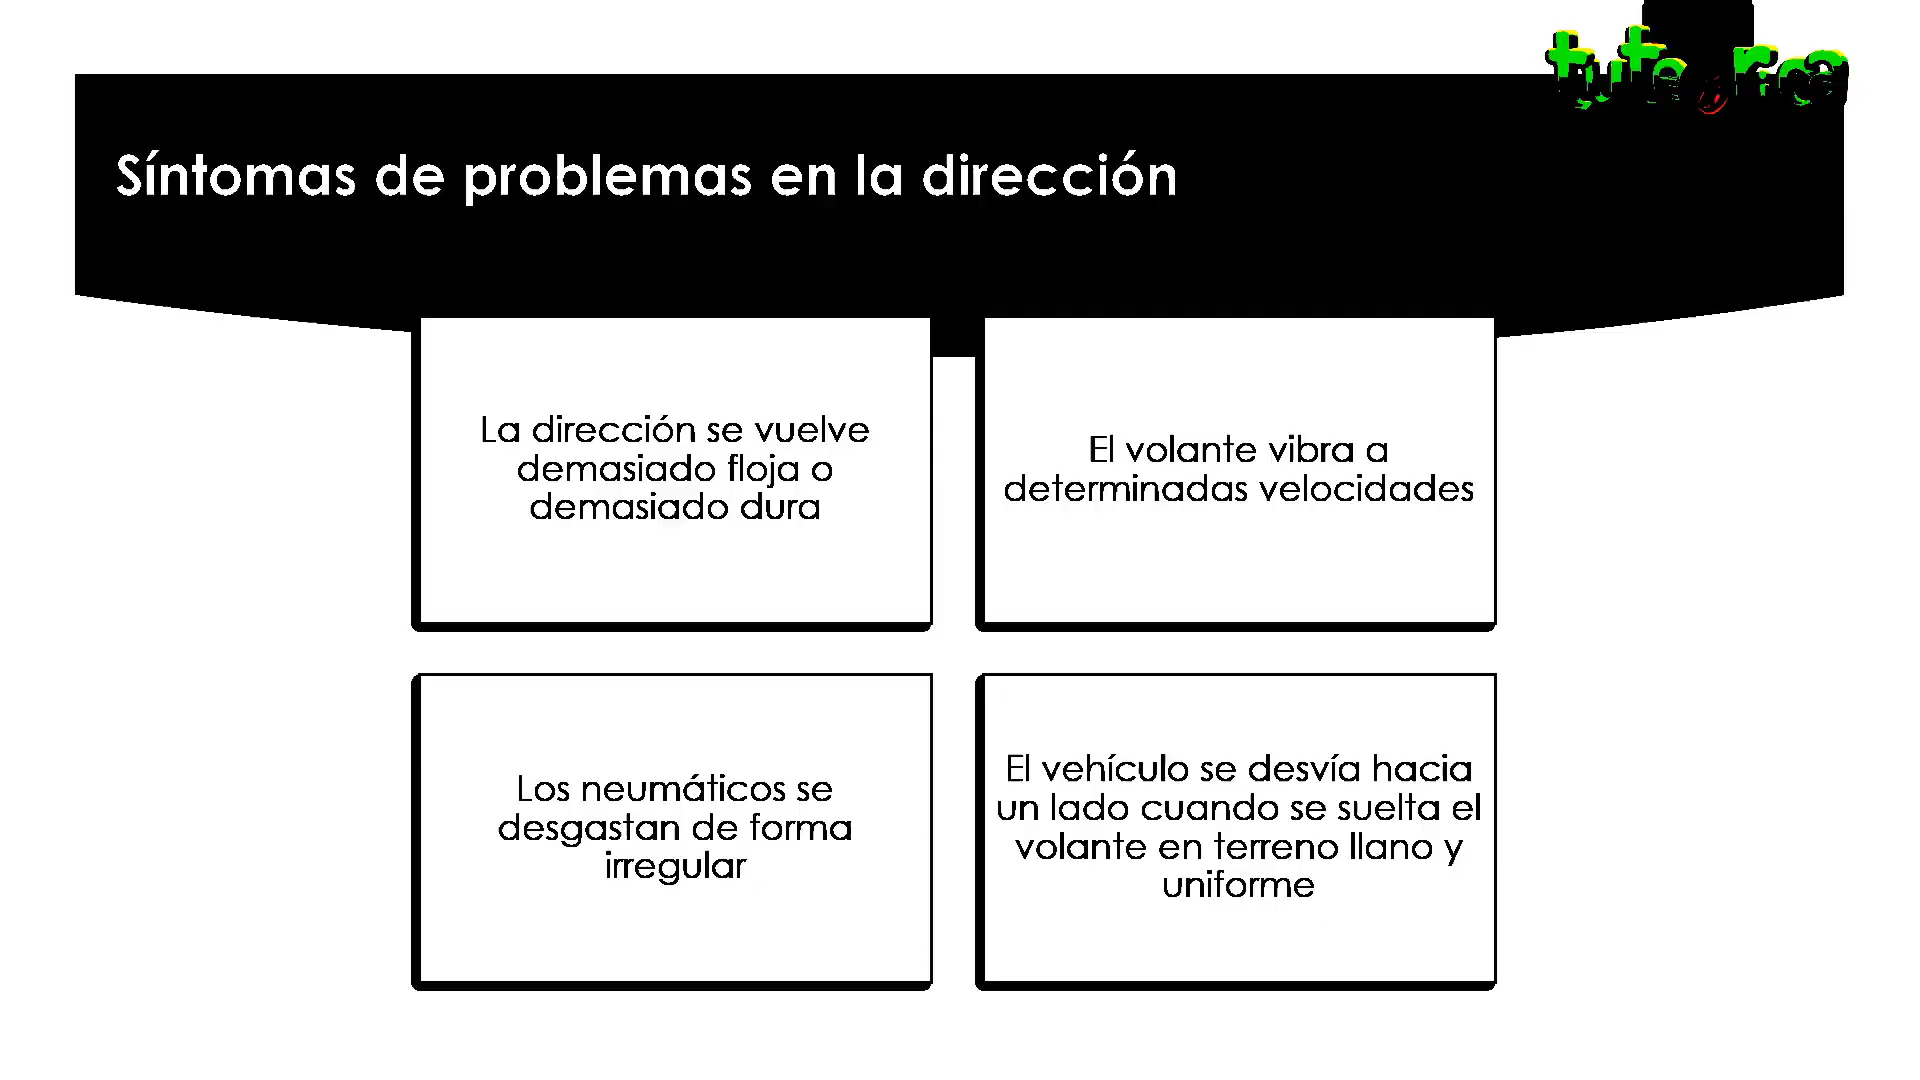 Síntomas de problemas en la dirección
La dirección se vuelve
demasiado floja o
demasiado dura
El volante vibra a
determinadas velocidades
Los neumáticos se
desgastan de forma
irregular
El vehículo se desvía hacia
un lado cuando se suelta el
volante en terreno llano y
uniforme